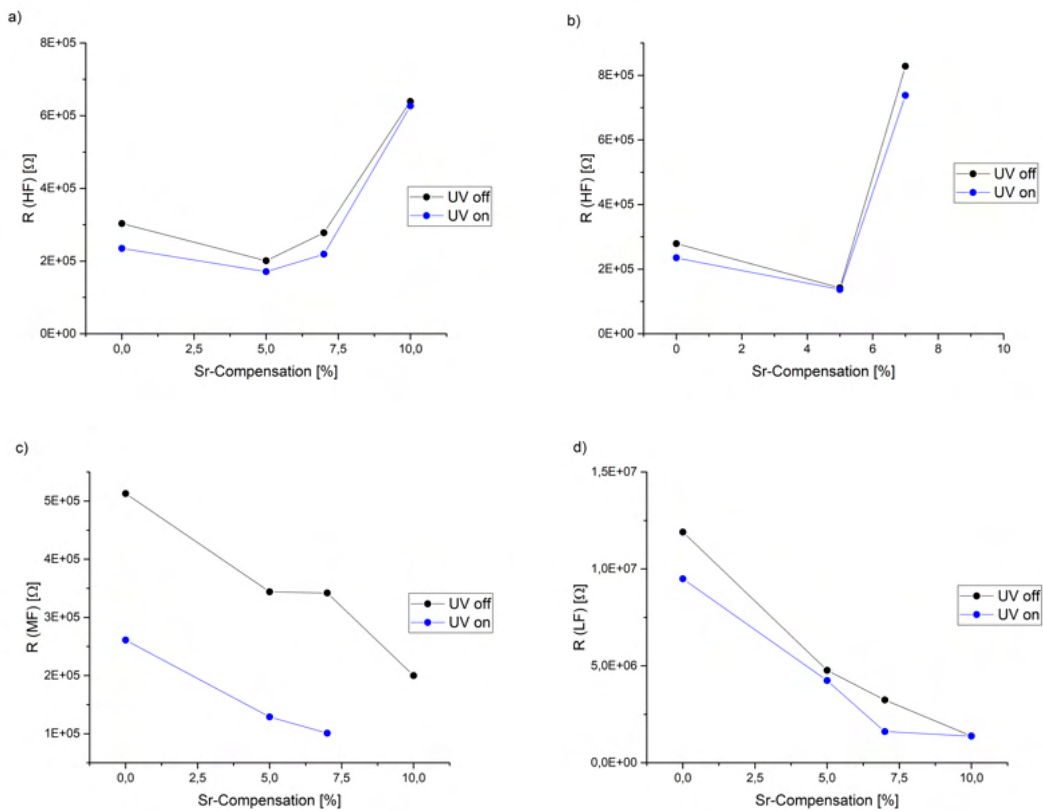 a)
8E+05
6E+05
4E+05
2E+05
0E+00
R (HF) [Ω]
0,0 2,5 5,0 7,5 10,0
Sr-Compensation [%]
UV off
UV on
b)
8E+05
6E+05
4E+05
2E+05
0E+00
R (HF) [Ω]
0 2 4 6 8 10
Sr-Compensation [%]
UV off
UV on
c)
5E+05
4E+05
3E+05
2E+05
1E+05
R (MF) [Ω]
0,0 2,5 5,0 7,5 10,0
Sr-Compensation [%]
UV off
UV on
d)
1,5E+07
1,0E+07
5,0E+06
0,0E+00
R (LF) [Ω]
0,0 2,5 5,0 7,5 10,0
Sr-Compensation [%]
UV off
UV on